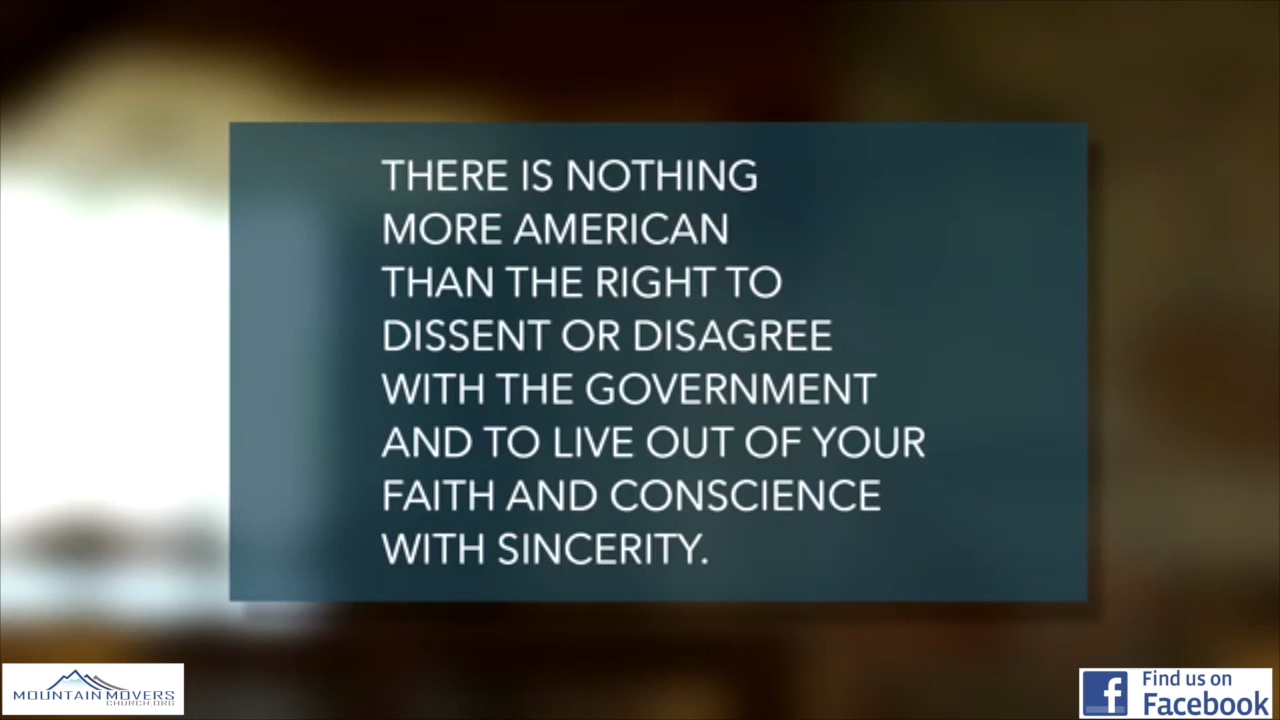 THERE IS NOTHING
MORE AMERICAN
THAN THE RIGHT TO
DISSENT OR DISAGREE
WITH THE GOVERNMENT
AND TO LIVE OUT OF YOUR
FAITH AND CONSCIENCE
WITH SINCERITY.
MOUNTAIN MOVERS
CHURCH.ORG
f Find us on
Facebook